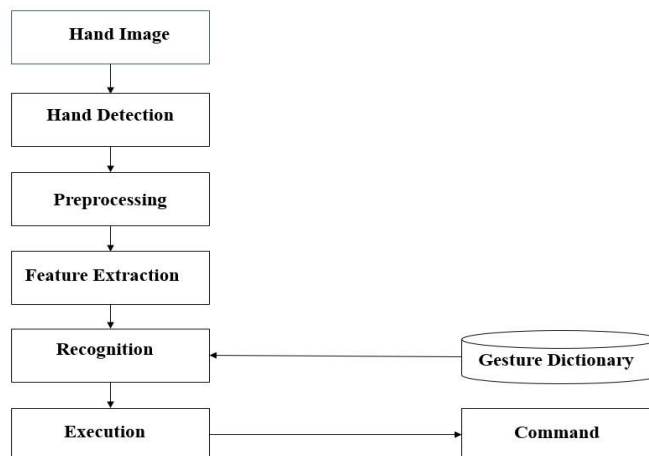 Hand Image
Hand Detection
Preprocessing
Feature Extraction
Recognition
Gesture Dictionary
Execution
Command